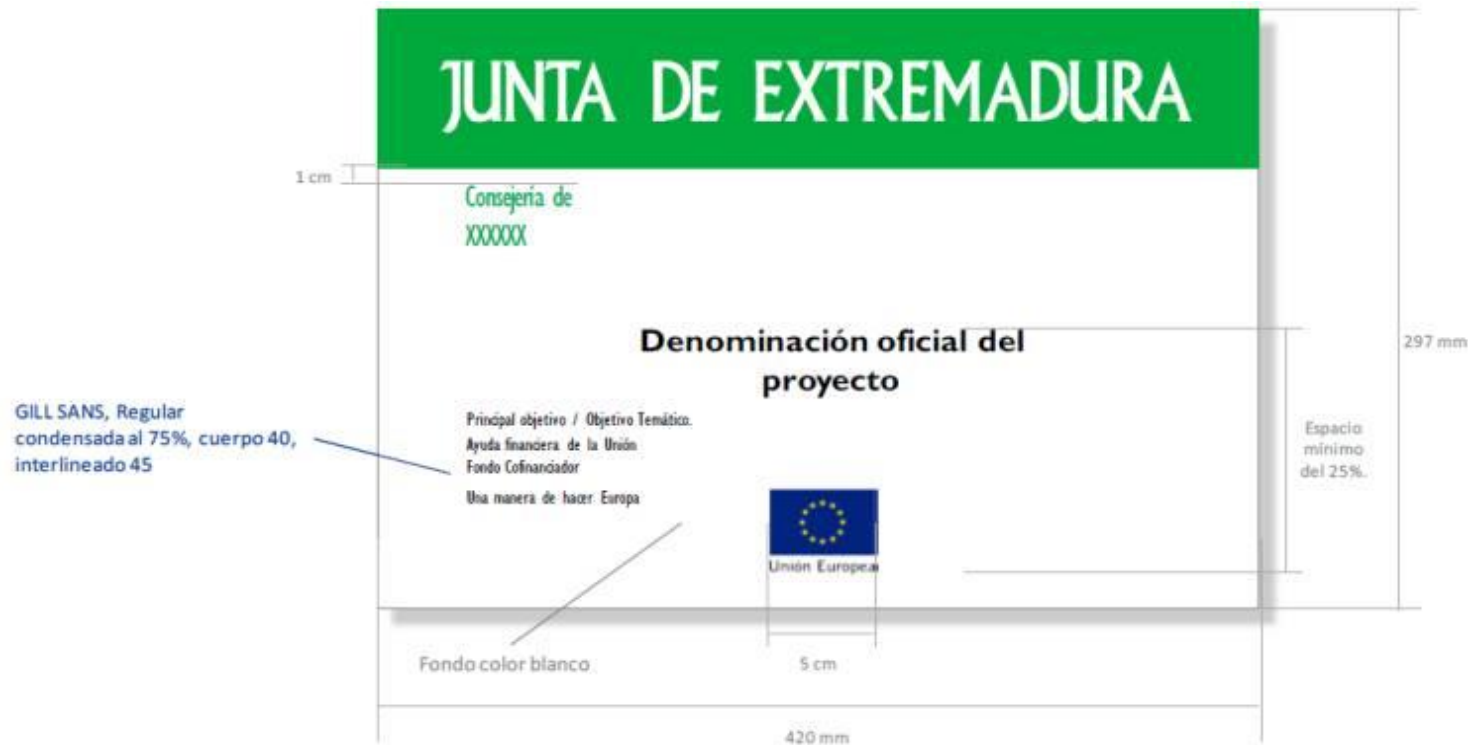 JUNTA DE EXTREMADURA
1 cm
Consejería de
XXXXXX
Denominación oficial del
proyecto
297 mm
GILL SANS, Regular
condensada al 75%, cuerpo 40,
interlineado 45
Principal objetivo / Objetivo Temático.
Ayuda financiera de la Unión
Fondo Cofinanciador
Una manera de hacer Europa
Espacio
mínimo
del 25%.
Unión Europea
Fondo color blanco
5 cm
420 mm